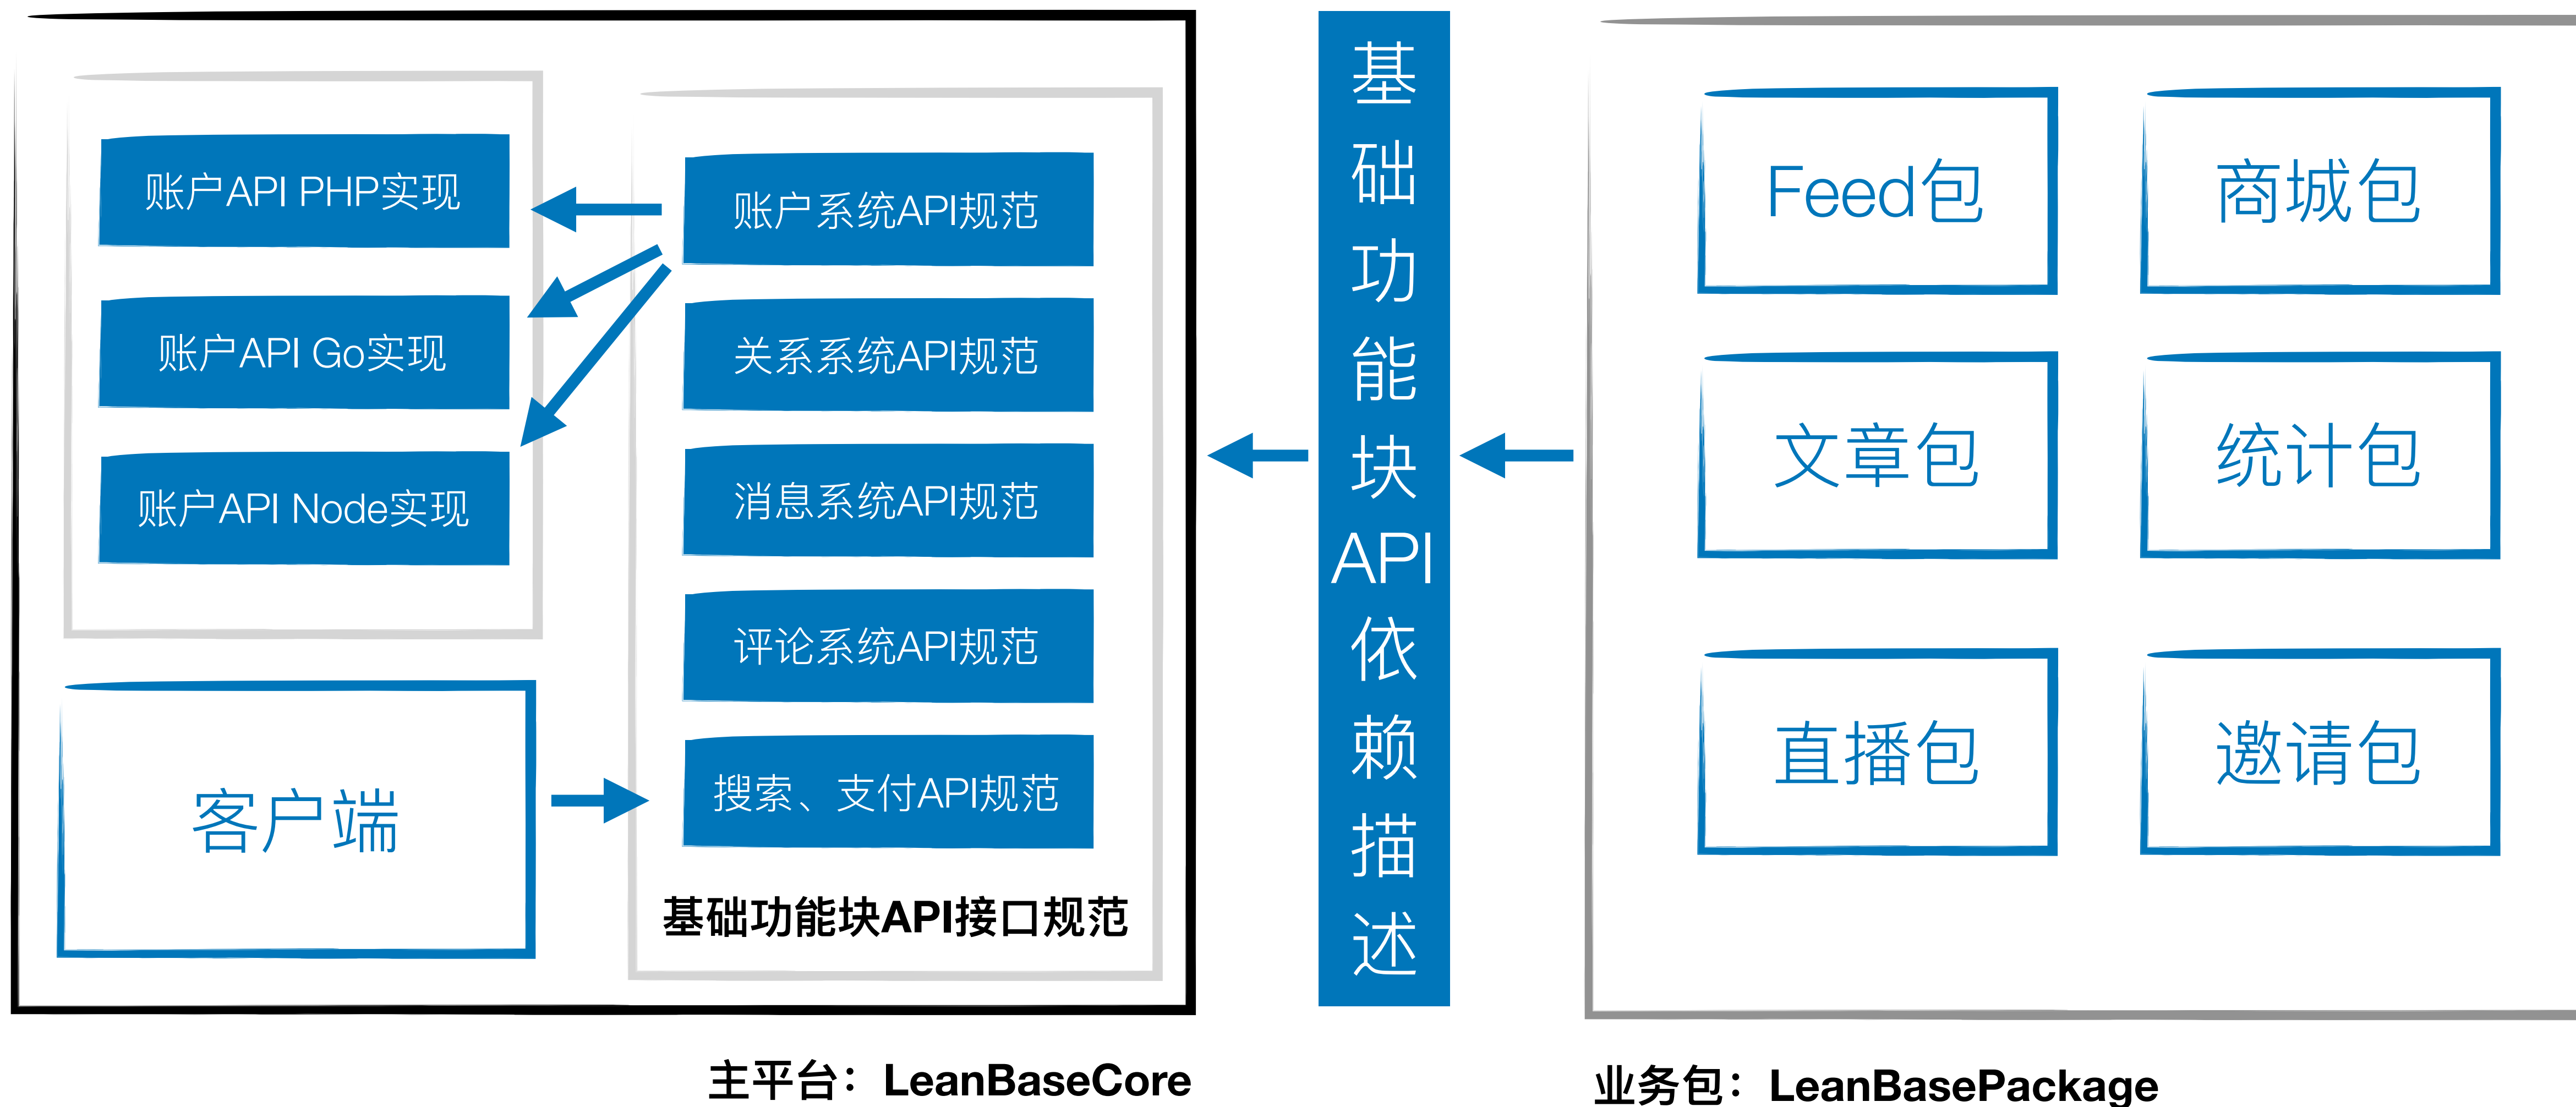 账户API PHP实现
账户API Go实现
账户API Node实现
客户端
账户系统API规范
关系系统API规范
消息系统API规范
评论系统API规范
搜索、支付API规范
基础功能块API接口规范
主平台：LeanBaseCore
基
础
功
能
块
API
依
赖
描
述
Feed包
商城包
文章包
统计包
直播包
邀请包
业务包：LeanBasePackage